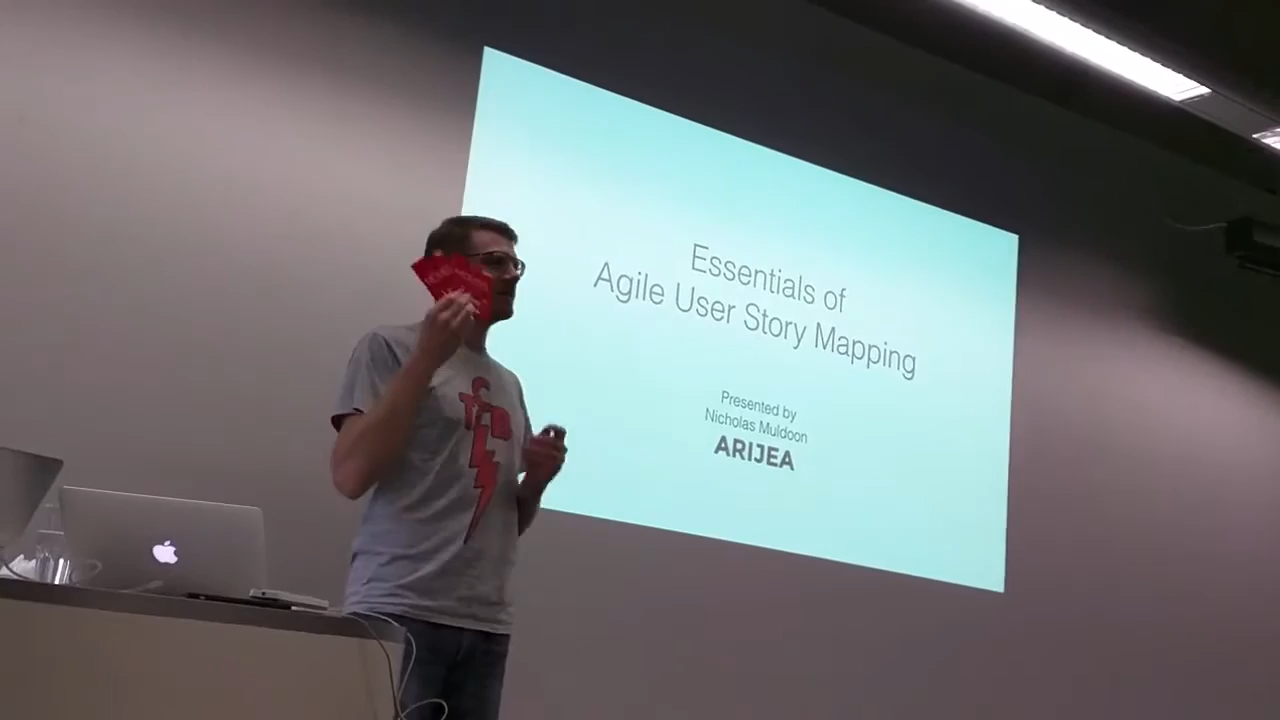 Essentials of
Agile User Story Mapping
Presented by
Nicholas Muldoon
ARIJEA